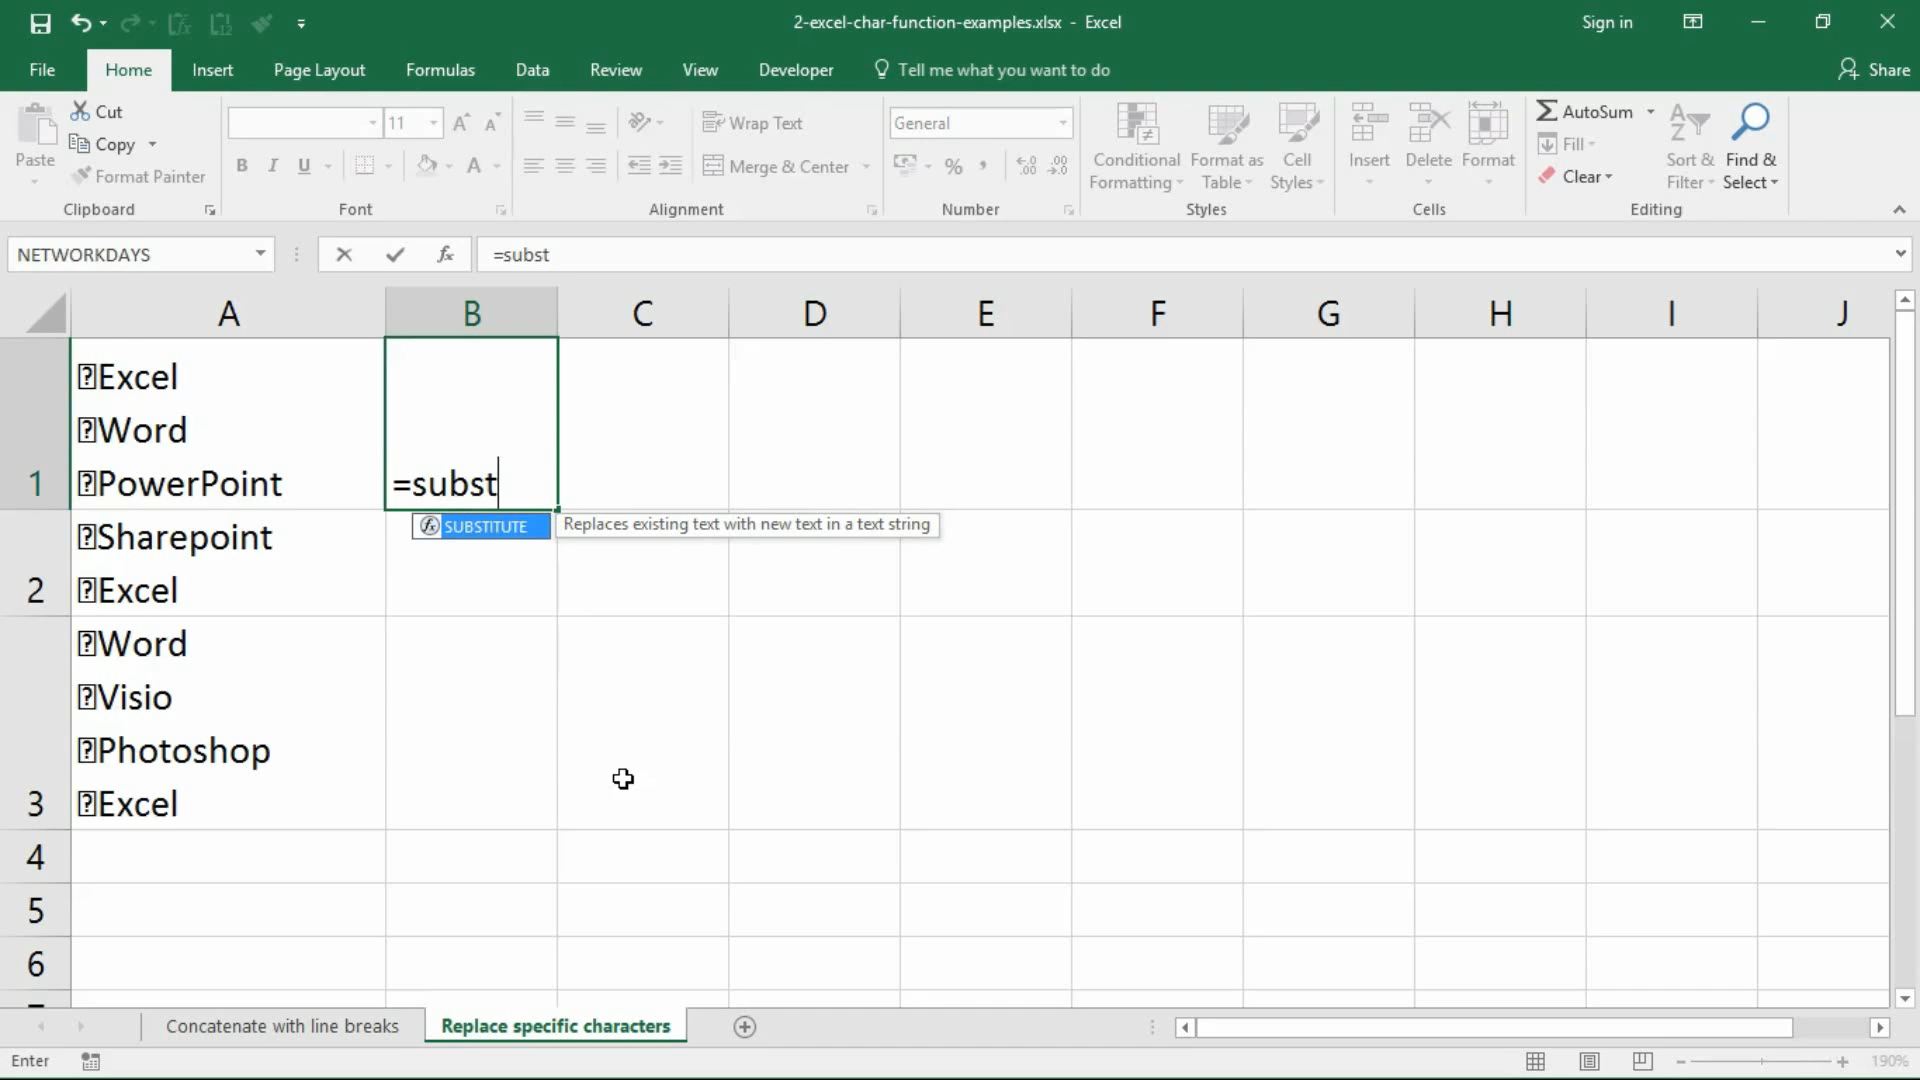 2-excel-char-function-examples.xlsx - Excel
Sign in
File Home Insert Page Layout Formulas Data Review View Developer Tell me what you want to do Share
Paste
Cut
Copy
Format Painter
Clipboard
11
B I U A
Font
Wrap Text
Merge & Center
Alignment
General
% ,
Number
Conditional Formatting
Format as Table
Cell Styles
Styles
Insert Delete Format
Cells
AutoSum
Fill
Clear
Sort & Filter
Find & Select
Editing
NETWORKDAYS
fx
=subst
A B C D E F G H I J
⍰Excel
⍰Word
1 ⍰PowerPoint =subst
SUBSTITUTE Replaces existing text with new text in a text string
⍰Sharepoint
2 ⍰Excel
⍰Word
⍰Visio
⍰Photoshop
3 ⍰Excel
4
5
6
Concatenate with line breaks Replace specific characters
Enter
190%